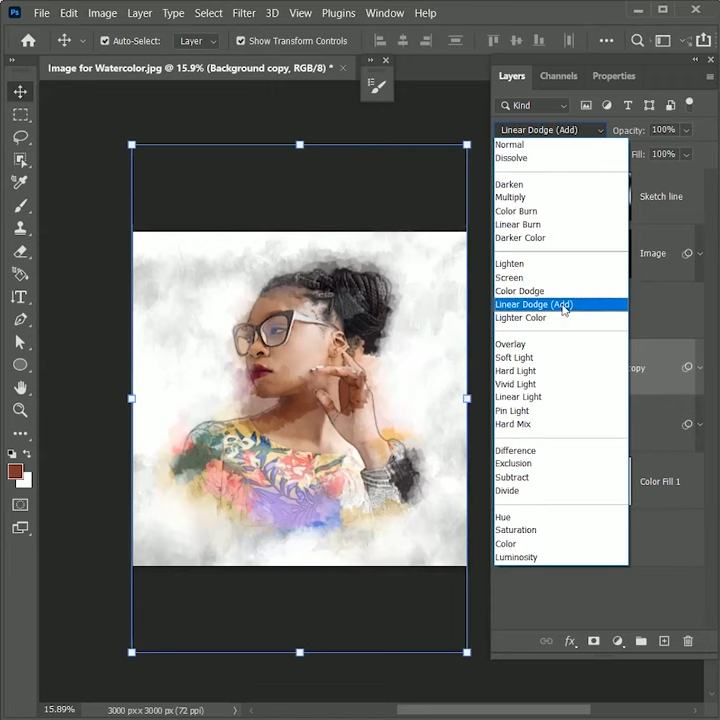 Ps File Edit Image Layer Type Select Filter 3D View Plugins Window Help
Auto-Select: Layer Show Transform Controls
Image for Watercolor.jpg @ 15.9% (Background copy, RGB/8) *
Layers Channels Properties
Kind
Linear Dodge (Add) Opacity: 100%
Fill: 100%
Normal
Dissolve
Darken
Multiply
Color Burn
Linear Burn
Darker Color
Lighten
Screen
Color Dodge
Linear Dodge (Add)
Lighter Color
Overlay
Soft Light
Hard Light
Vivid Light
Linear Light
Pin Light
Hard Mix
Difference
Exclusion
Subtract
Divide
Hue
Saturation
Color
Luminosity
Sketch line
Image
copy
Color Fill 1
fx
15.89% 3000 px x 3000 px (72 ppi)